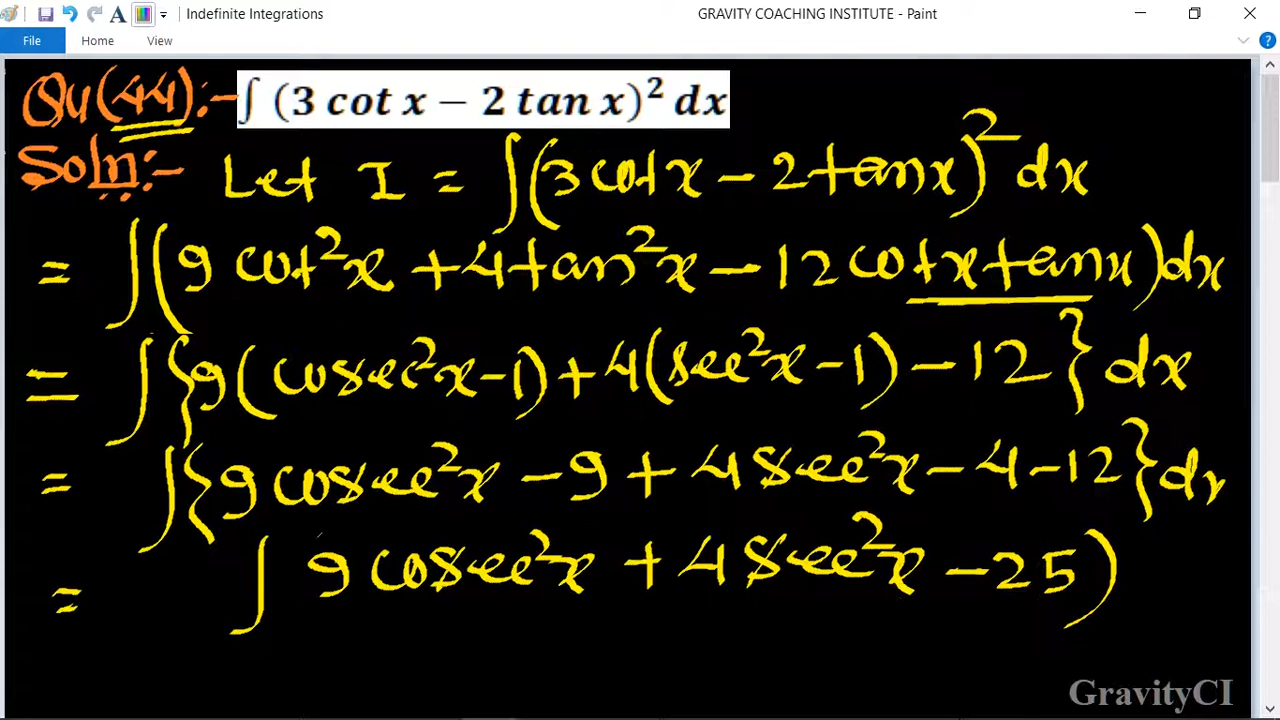 Indefinite Integrations
GRAVITY COACHING INSTITUTE - Paint
File Home View
Qu(44):- ∫ (3 cot x − 2 tan x)² dx
Soln:- Let I = ∫(3cotx − 2tanx)² dx
= ∫(9 cot²x + 4tan²x − 12 cotx tanx)dx
= ∫{9(cosec²x-1) + 4(sec²x-1) − 12} dx
= ∫{9 cosec²x − 9 + 4 sec²x − 4 − 12}dx
= ∫ 9 cosec²x + 4 sec²x − 25)
GravityCI